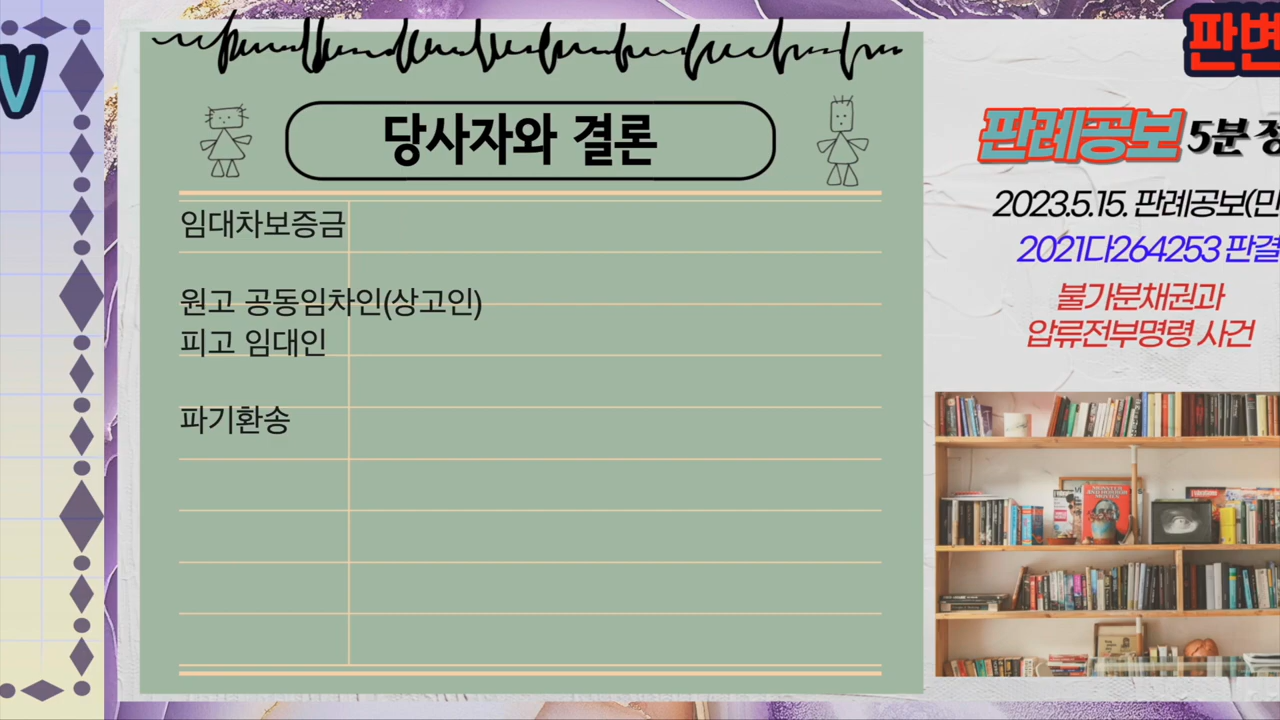 V
당사자와 결론
임대차보증금
원고 공동임차인(상고인)
피고 임대인
파기환송
판변
판례공보 5분 정
2023.5.15. 판례공보(민
2021다264253 판결
불가분채권과
압류전부명령 사건